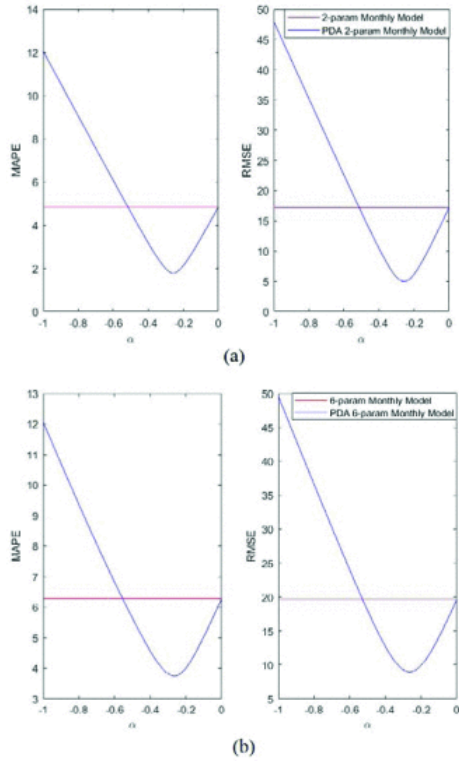 14
12
10
8
6
4
2
0
MAPE
-1 -0.8 -0.6 -0.4 -0.2 0
α
50
45
40
35
30
25
20
15
10
5
0
RMSE
2-param Monthly Model
PDA 2-param Monthly Model
-1 -0.8 -0.6 -0.4 -0.2 0
α
(a)
13
12
11
10
9
8
7
6
5
4
3
MAPE
-1 -0.8 -0.6 -0.4 -0.2 0
α
50
45
40
35
30
25
20
15
10
5
RMSE
6-param Monthly Model
PDA 6-param Monthly Model
-1 -0.8 -0.6 -0.4 -0.2 0
α
(b)